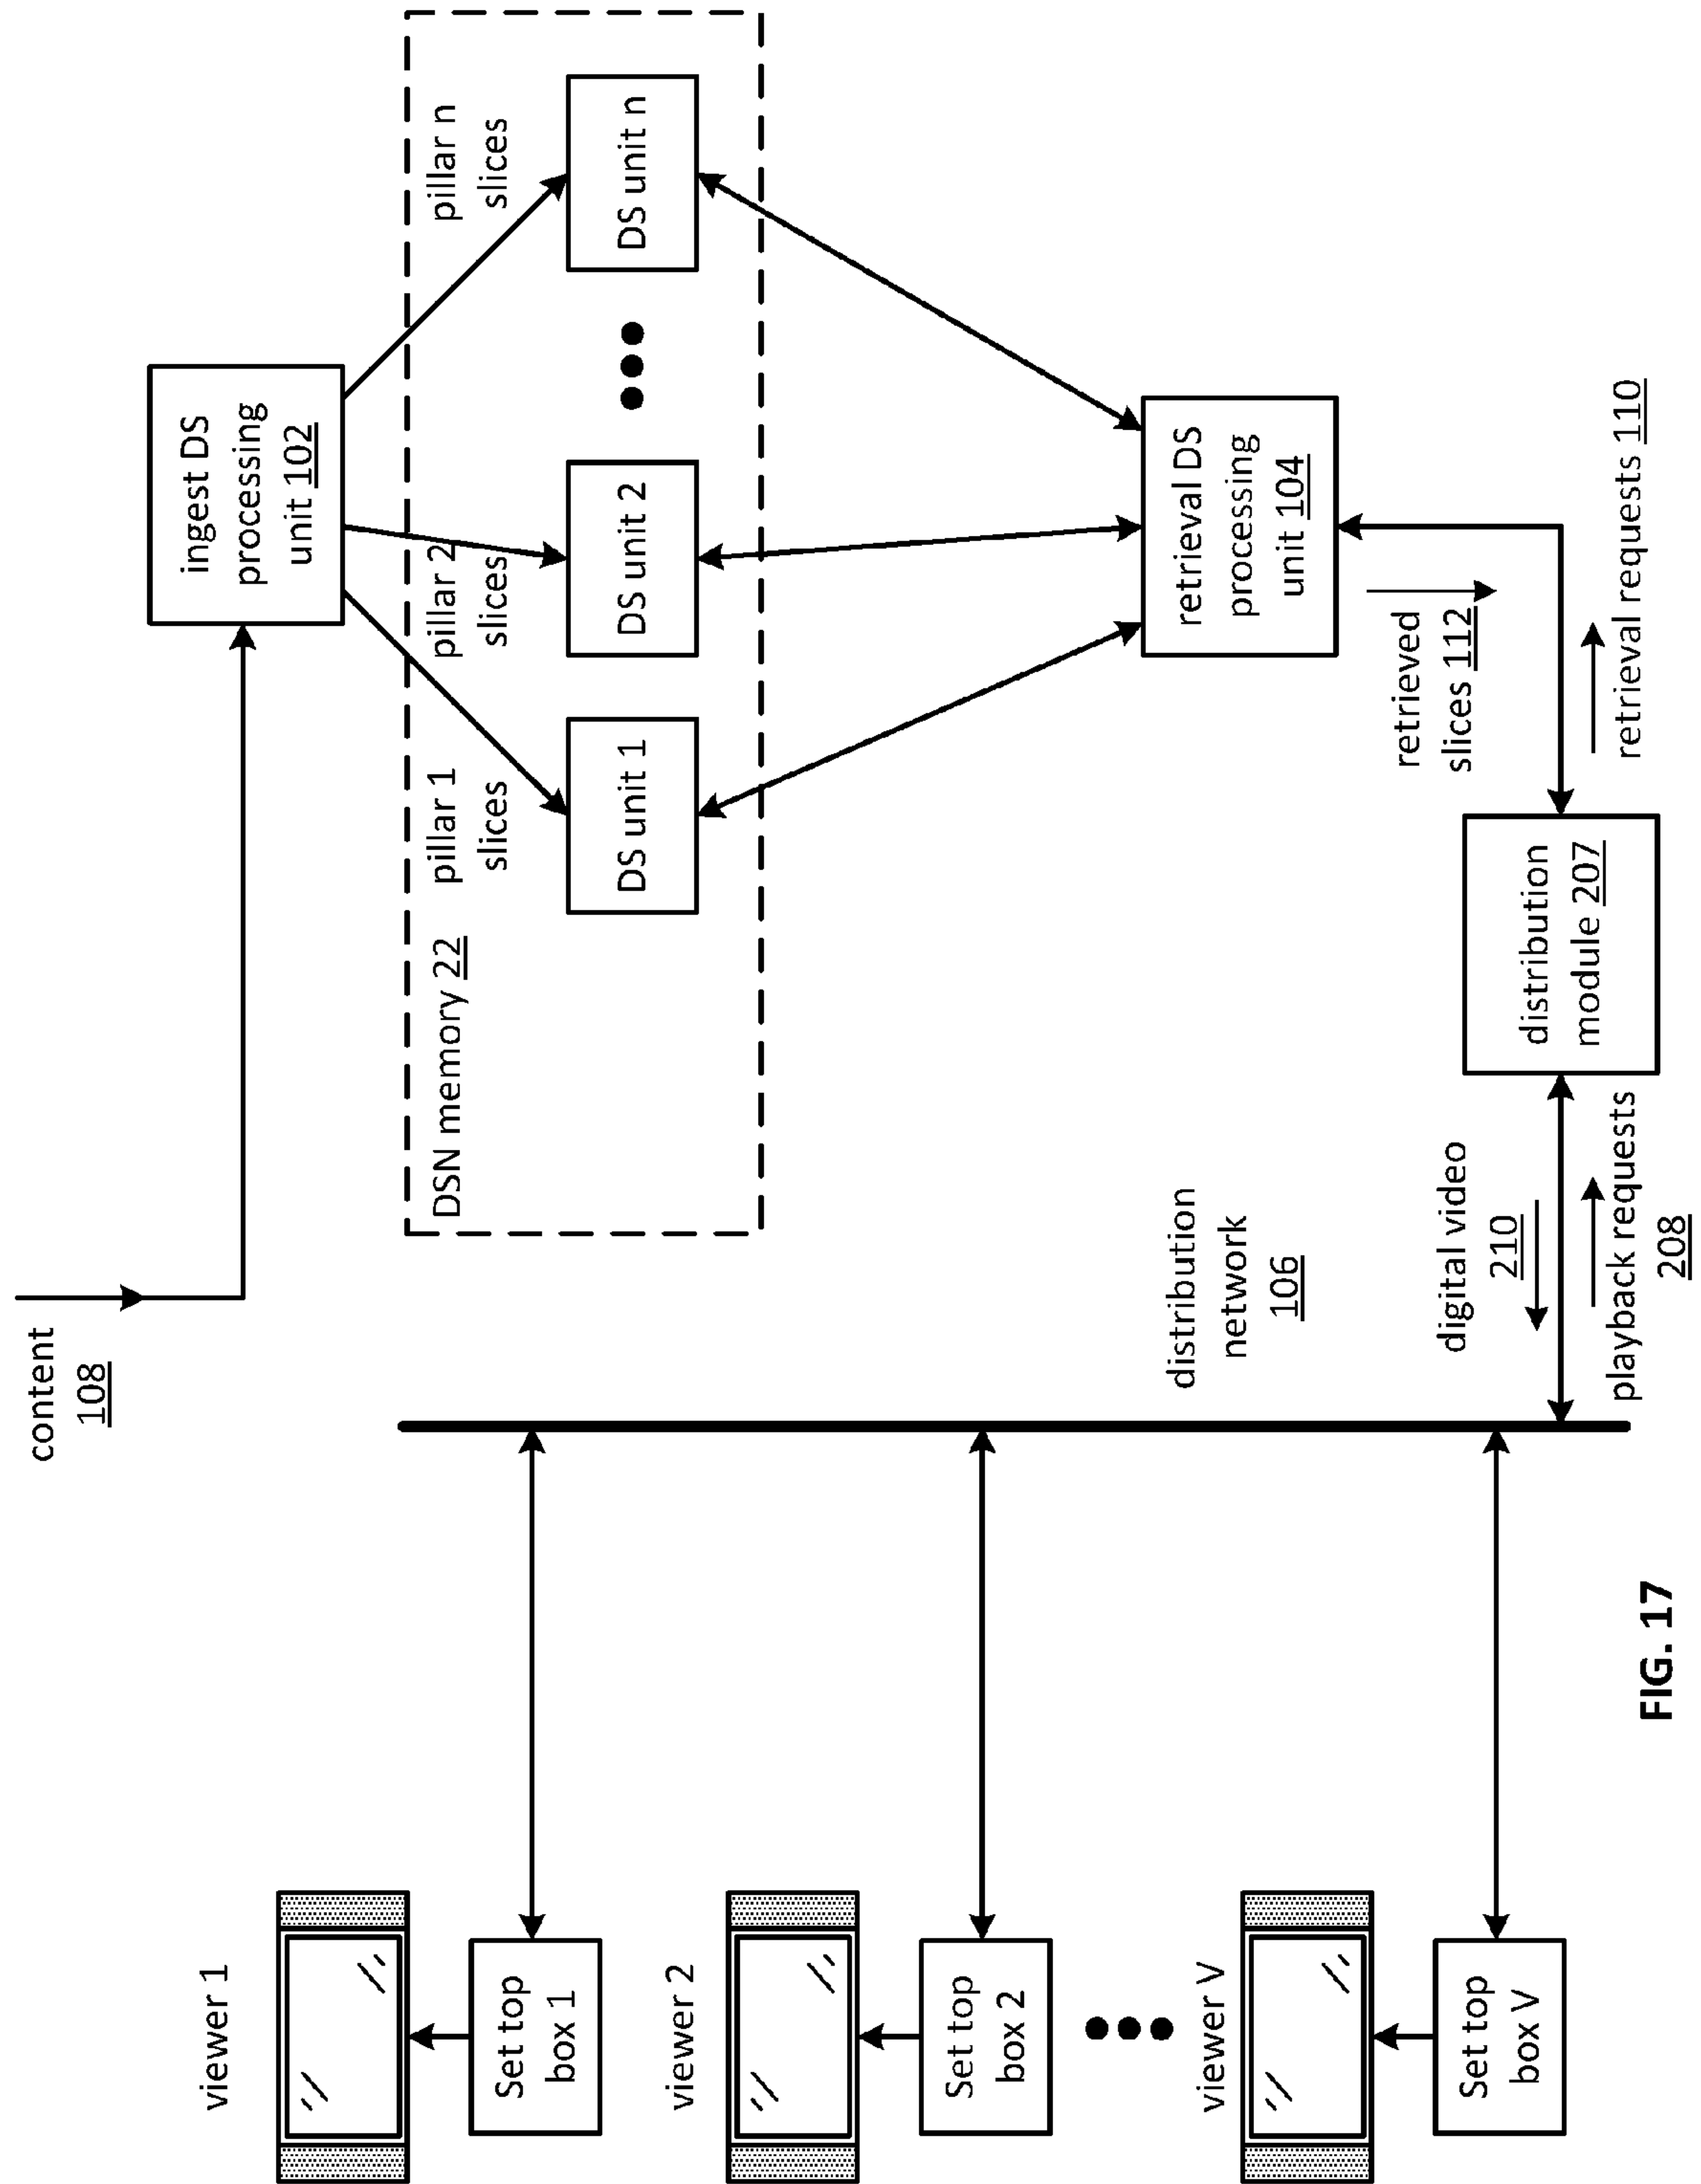 content
108
ingest DS
processing
unit 102
DSN memory 22
pillar 1
slices
pillar 2
slices
pillar n
slices
DS unit 1
DS unit 2
DS unit n
viewer 1
Set top
box 1
viewer 2
Set top
box 2
viewer V
Set top
box V
distribution
network
106
retrieval DS
processing
unit 104
retrieved
slices 112
retrieval requests 110
distribution
module 207
digital video
210
playback requests
208
FIG. 17